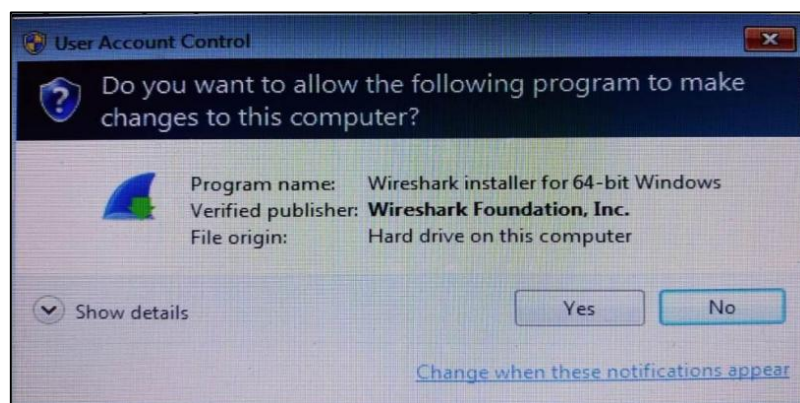 User Account Control
Do you want to allow the following program to make
changes to this computer?
Program name: Wireshark installer for 64-bit Windows
Verified publisher: Wireshark Foundation, Inc.
File origin: Hard drive on this computer
Show details
Yes
No
Change when these notifications appear